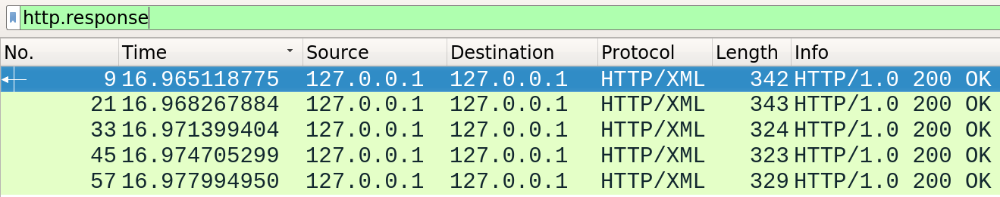 http.response
No. Time Source Destination Protocol Length Info
9 16.965118775 127.0.0.1 127.0.0.1 HTTP/XML 342 HTTP/1.0 200 OK
21 16.968267884 127.0.0.1 127.0.0.1 HTTP/XML 343 HTTP/1.0 200 OK
33 16.971399404 127.0.0.1 127.0.0.1 HTTP/XML 324 HTTP/1.0 200 OK
45 16.974705299 127.0.0.1 127.0.0.1 HTTP/XML 323 HTTP/1.0 200 OK
57 16.977994950 127.0.0.1 127.0.0.1 HTTP/XML 329 HTTP/1.0 200 OK